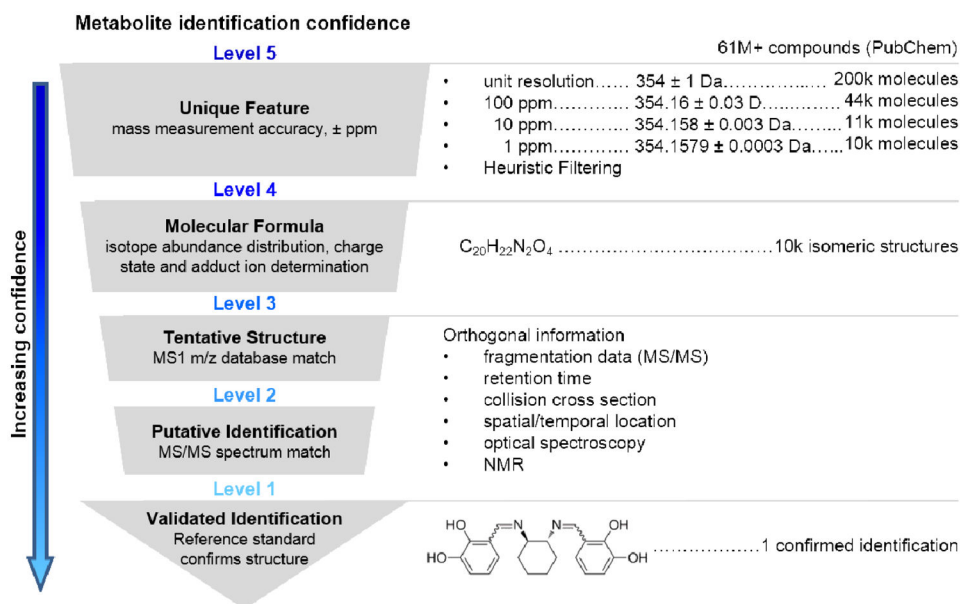 Metabolite identification confidence
Level 5
61M+ compounds (PubChem)
Unique Feature
mass measurement accuracy, ± ppm
• unit resolution...... 354 ± 1 Da.................. 200k molecules
• 100 ppm............ 354.16 ± 0.03 D............. 44k molecules
• 10 ppm............. 354.158 ± 0.003 Da........ 11k molecules
• 1 ppm............. 354.1579 ± 0.0003 Da...... 10k molecules
• Heuristic Filtering
Level 4
Molecular Formula
isotope abundance distribution, charge
state and adduct ion determination
C₂₀H₂₂N₂O₄ ........................................10k isomeric structures
Level 3
Tentative Structure
MS1 m/z database match
Level 2
Putative Identification
MS/MS spectrum match
Orthogonal information
• fragmentation data (MS/MS)
• retention time
• collision cross section
• spatial/temporal location
• optical spectroscopy
• NMR
Level 1
Validated Identification
Reference standard
confirms structure
HO
HO
N
N
OH
OH
...................1 confirmed identification
Increasing confidence